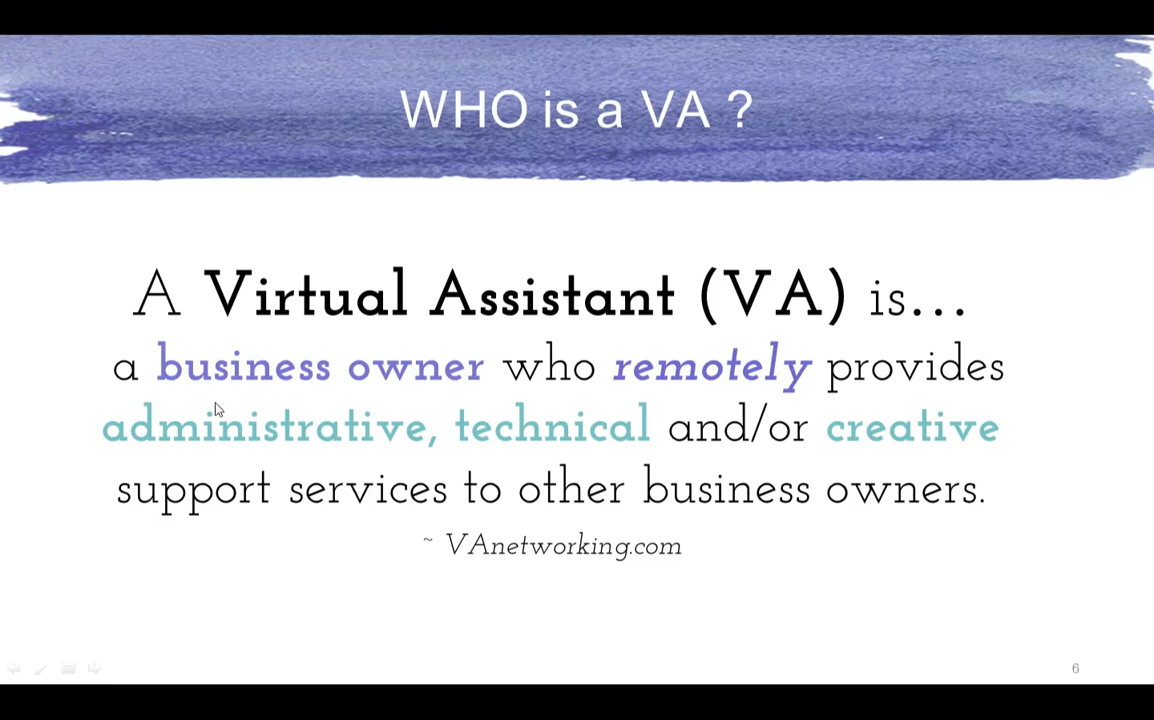 WHO is a VA ?
A Virtual Assistant (VA) is...
a business owner who remotely provides
administrative, technical and/or creative
support services to other business owners.
~ VAnetworking.com
6